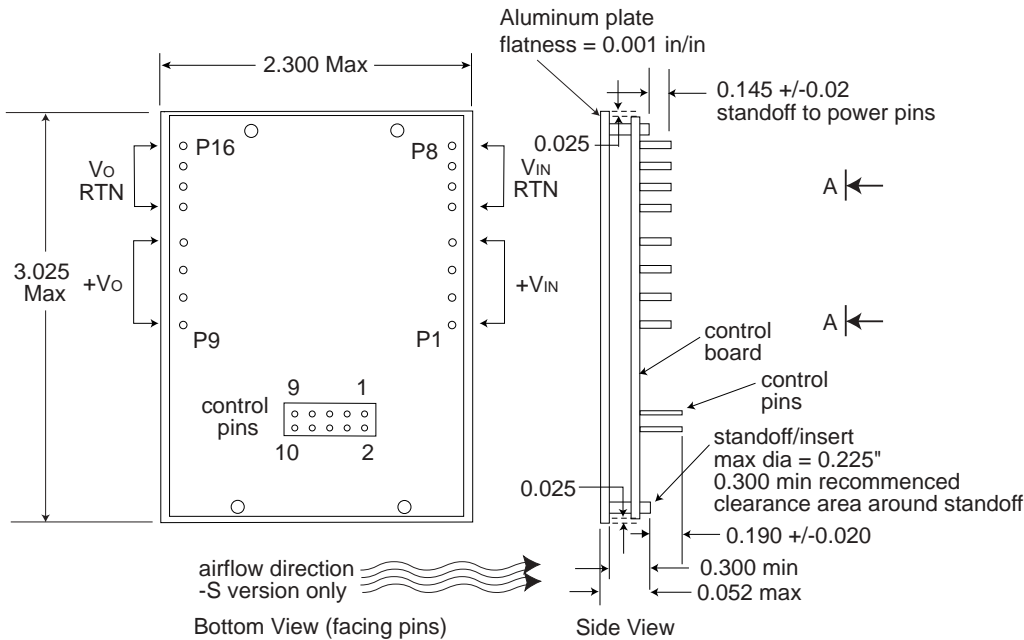 Aluminum plate
flatness = 0.001 in/in
2.300 Max
0.145 +/-0.02
standoff to power pins
0.025
P16
P8
VO
RTN
VIN
RTN
A
3.025
Max
+VO
+VIN
A
P9
P1
control
board
control
pins
9
1
control
pins
10
2
standoff/insert
max dia = 0.225"
0.300 min recommenced
clearance area around standoff
0.025
0.190 +/-0.020
airflow direction
-S version only
0.300 min
0.052 max
Bottom View (facing pins)
Side View